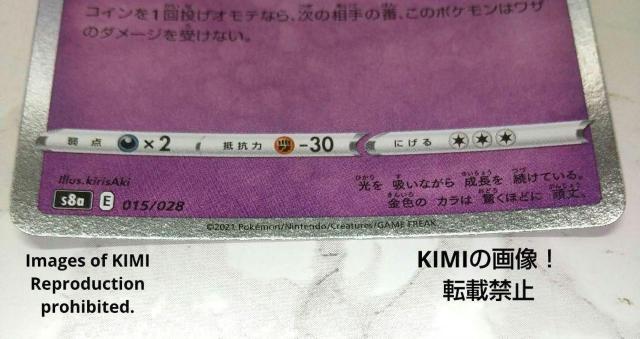 コインを1回投げオモテなら、次の相手の番、このポケモンはワザ
のダメージを受けない。
弱点 ×2 抵抗力 -30 にげる
Illus.kirisAki
s8a E 015/028
光を 吸いながら 成長を 続けている。
金色の カラは 驚くほどに 頑丈。
©2021 Pokémon/Nintendo/Creatures/GAME FREAK
Images of KIMI
Reproduction
prohibited.
KIMIの画像！
転載禁止